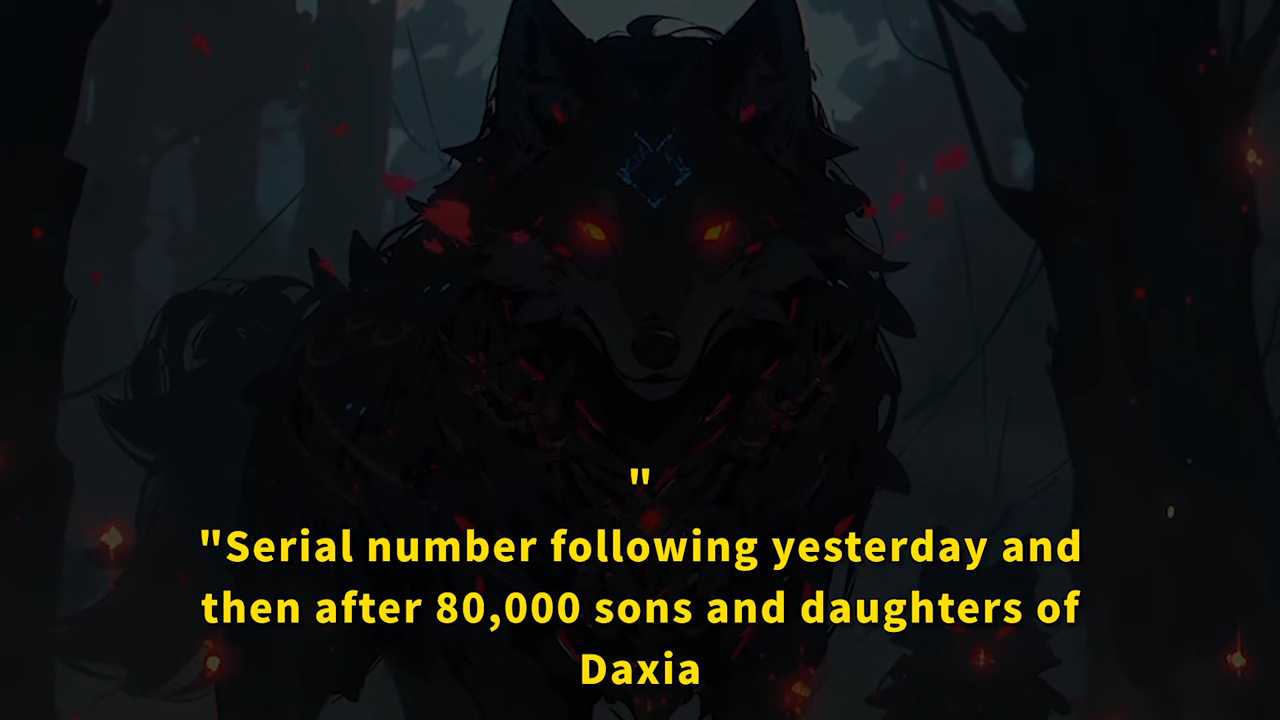 "
"Serial number following yesterday and
then after 80,000 sons and daughters of
Daxia